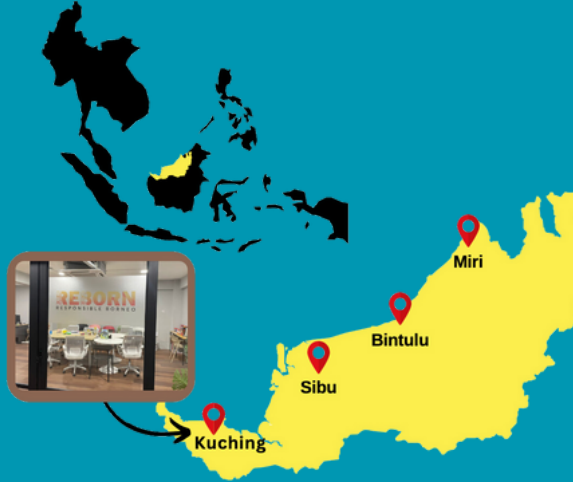 REBORN
RESPONSIBLE BORNEO
Miri
Bintulu
Sibu
Kuching